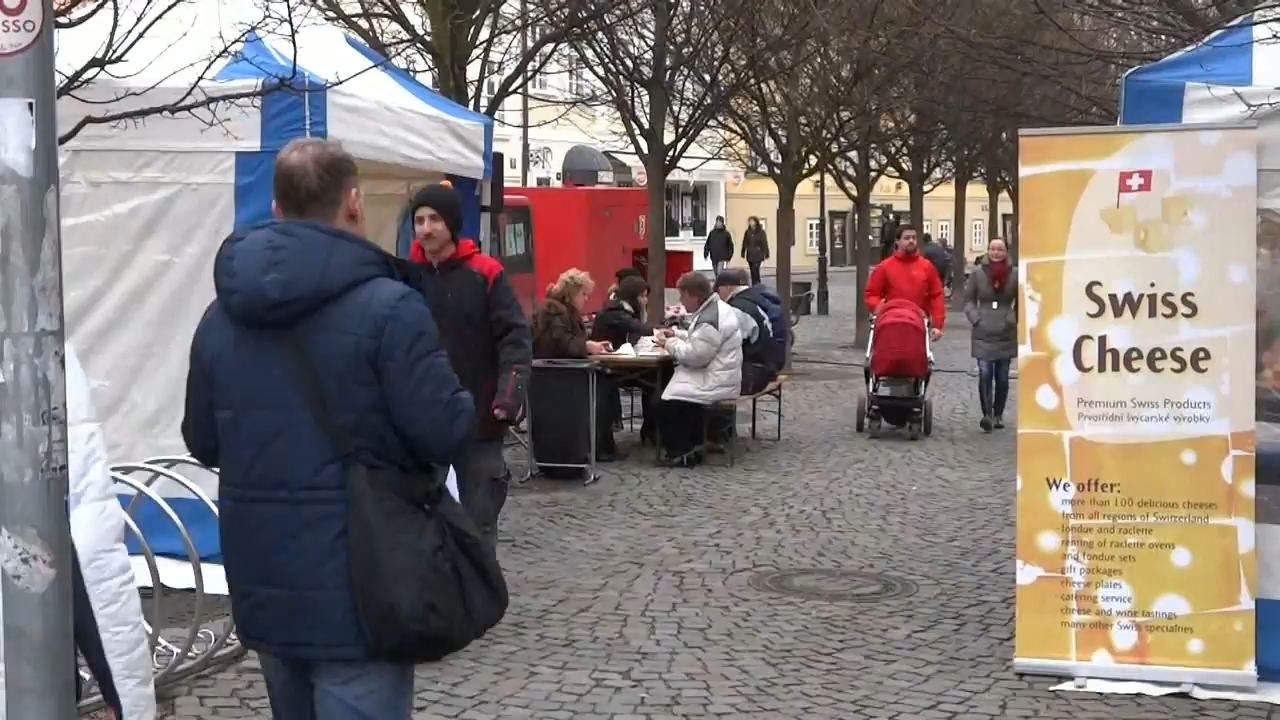 SSO
Swiss
Cheese
Premium Swiss Products
Prvotřídní švýcarské výrobky
We offer:
more than 100 delicious cheeses
from all regions of Switzerland
fondue and raclette
renting of raclette ovens
and fondue sets
gift packages
cheese plates
catering service
cheese and wine tastings
many other Swiss specialties